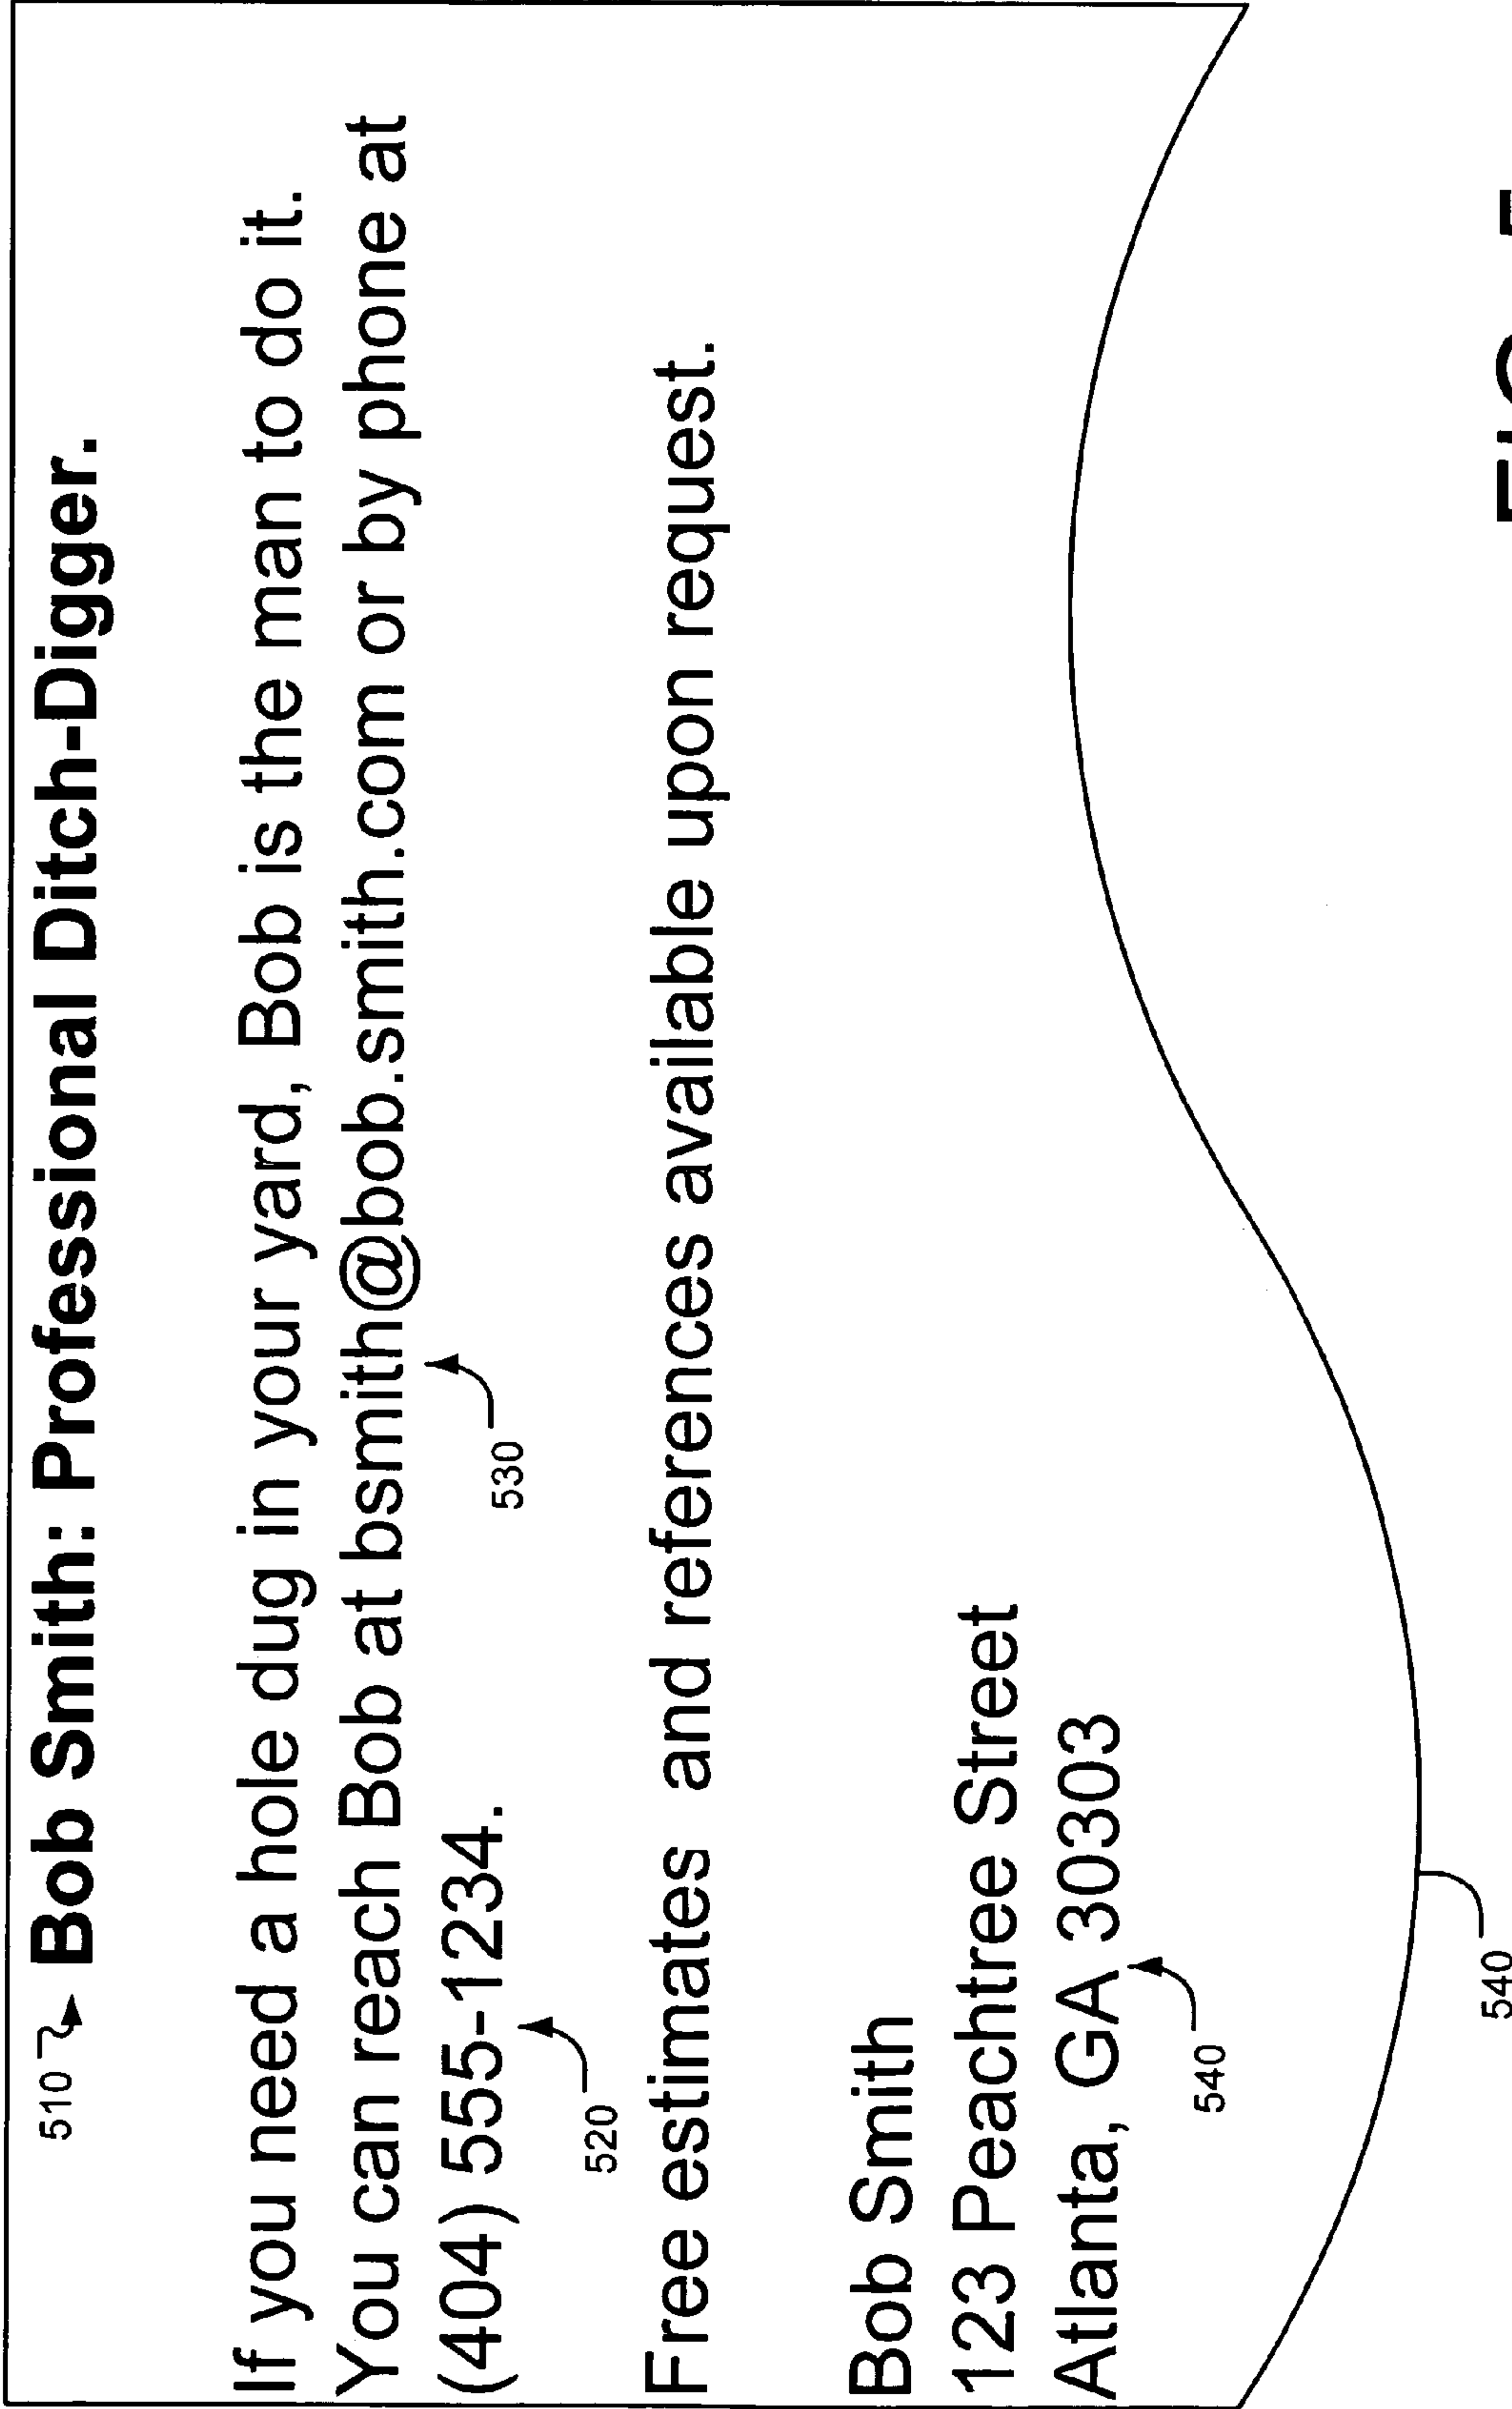 510 Bob Smith: Professional Ditch-Digger.
If you need a hole dug in your yard, Bob is the man to do it.
You can reach Bob at bsmith@bob.smith.com or by phone at
(404) 555-1234.
530
520
Free estimates and references available upon request.
Bob Smith
123 Peachtree Street
Atlanta, GA 30303
540
540